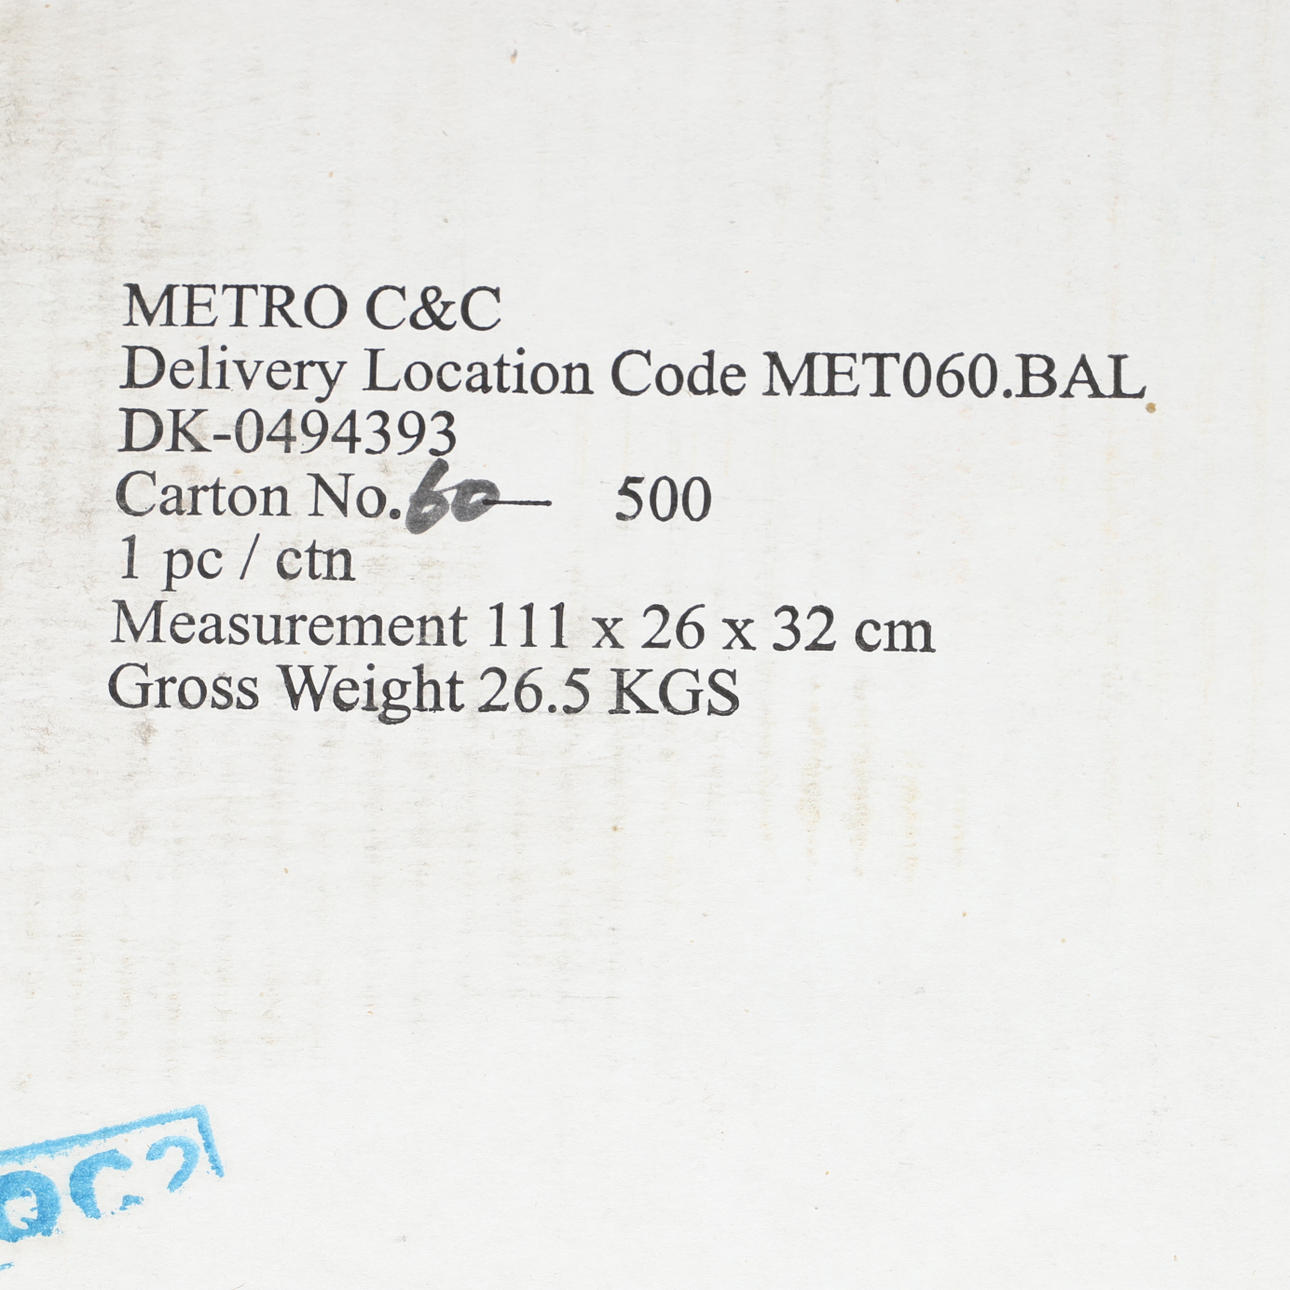 METRO C&C
Delivery Location Code MET060.BAL
DK-0494393
Carton No.60— 500
1 pc / ctn
Measurement 111 x 26 x 32 cm
Gross Weight 26.5 KGS
QC2